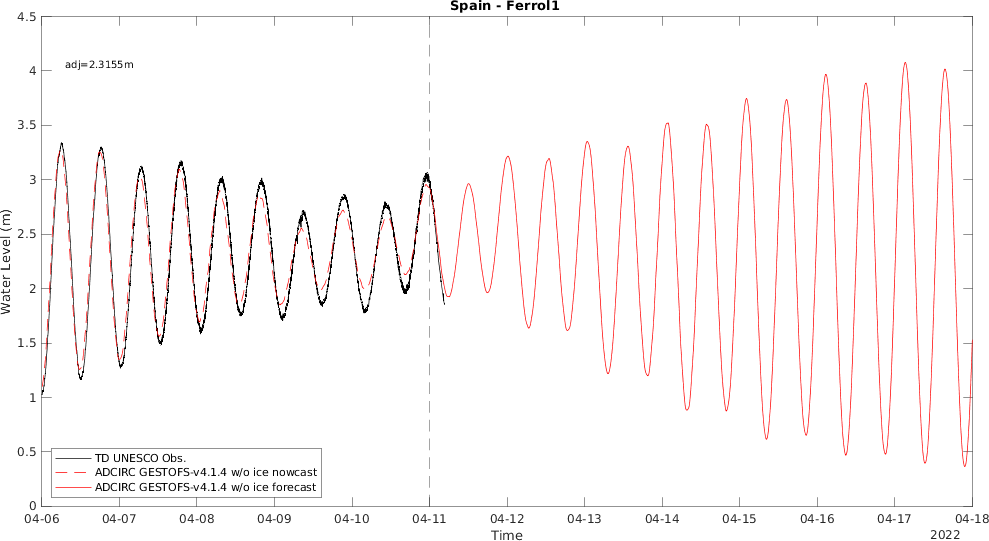 Spain - Ferrol1
adj=2.3155m
Water Level (m)
4.5
4
3.5
3
2.5
2
1.5
1
0.5
0
TD UNESCO Obs.
ADCIRC GESTOFS-v4.1.4 w/o ice nowcast
ADCIRC GESTOFS-v4.1.4 w/o ice forecast
04-06 04-07 04-08 04-09 04-10 04-11 04-12 04-13 04-14 04-15 04-16 04-17 04-18
Time
2022